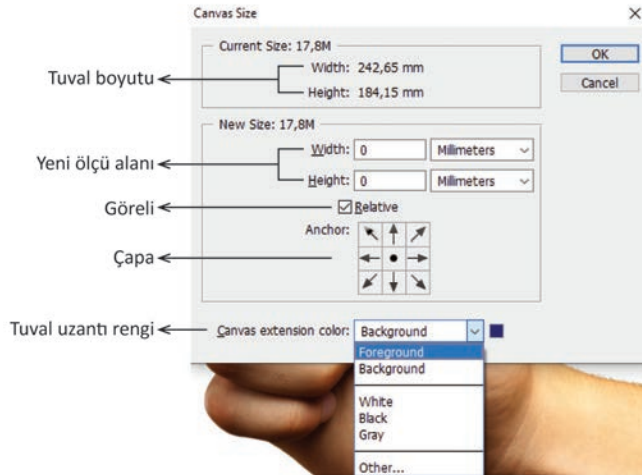 Canvas Size
Current Size: 17,8M
OK
Tuval boyutu
Width: 242,65 mm
Height: 184,15 mm
Cancel
New Size: 17,8M
Yeni ölçü alanı
Width: 0 Millimeters
Height: 0 Millimeters
Göreli
Relative
Anchor:
Çapa
Tuval uzantı rengi
Canvas extension color: Background
Foreground
Background
White
Black
Gray
Other...